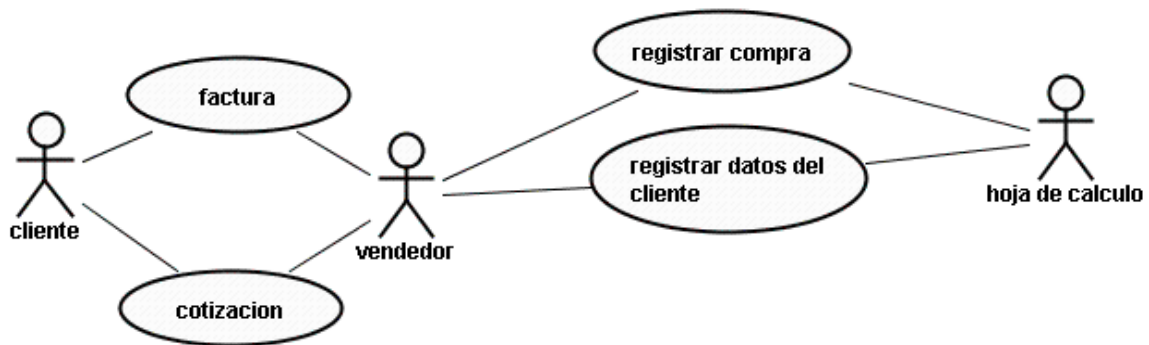 registrar compra
factura
registrar datos del
cliente
hoja de calculo
cliente
vendedor
cotizacion